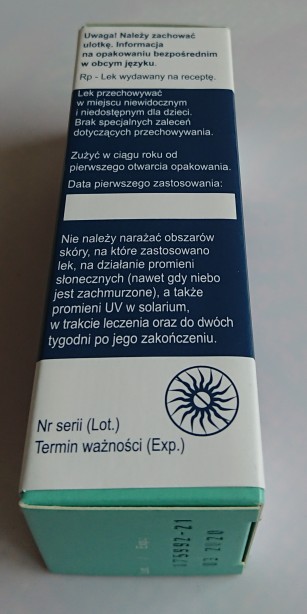 Uwaga! Należy zachować
ulotkę. Informacja
na opakowaniu bezpośrednim
w obcym języku.
Rp - Lek wydawany na receptę.
Lek przechowywać
w miejscu niewidocznym
i niedostępnym dla dzieci.
Brak specjalnych zaleceń
dotyczących przechowywania.
Zużyć w ciągu roku od
pierwszego otwarcia opakowania.
Data pierwszego zastosowania:
Nie należy narażać obszarów
skóry, na które zastosowano
lek, na działanie promieni
słonecznych (nawet gdy niebo
jest zachmurzone), a także
promieni UV w solarium,
w trakcie leczenia oraz do dwóch
tygodni po jego zakończeniu.
Nr serii (Lot.)
Termin ważności (Exp.)
Exp.
03 2020